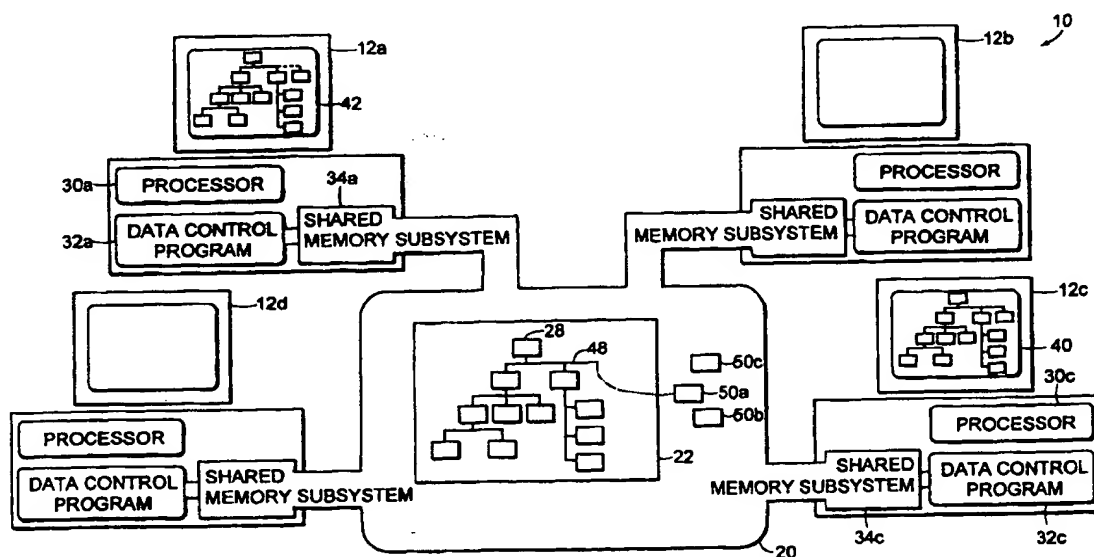 10
12a
12b
42
30a
PROCESSOR
34a
PROCESSOR
32a
DATA CONTROL
PROGRAM
SHARED
MEMORY SUBSYSTEM
SHARED
MEMORY SUBSYSTEM
DATA CONTROL
PROGRAM
12d
12c
28
48
50c
50a
50b
40
30c
PROCESSOR
PROCESSOR
DATA CONTROL
PROGRAM
SHARED
MEMORY SUBSYSTEM
22
SHARED
MEMORY SUBSYSTEM
DATA CONTROL
PROGRAM
20
34c
32c